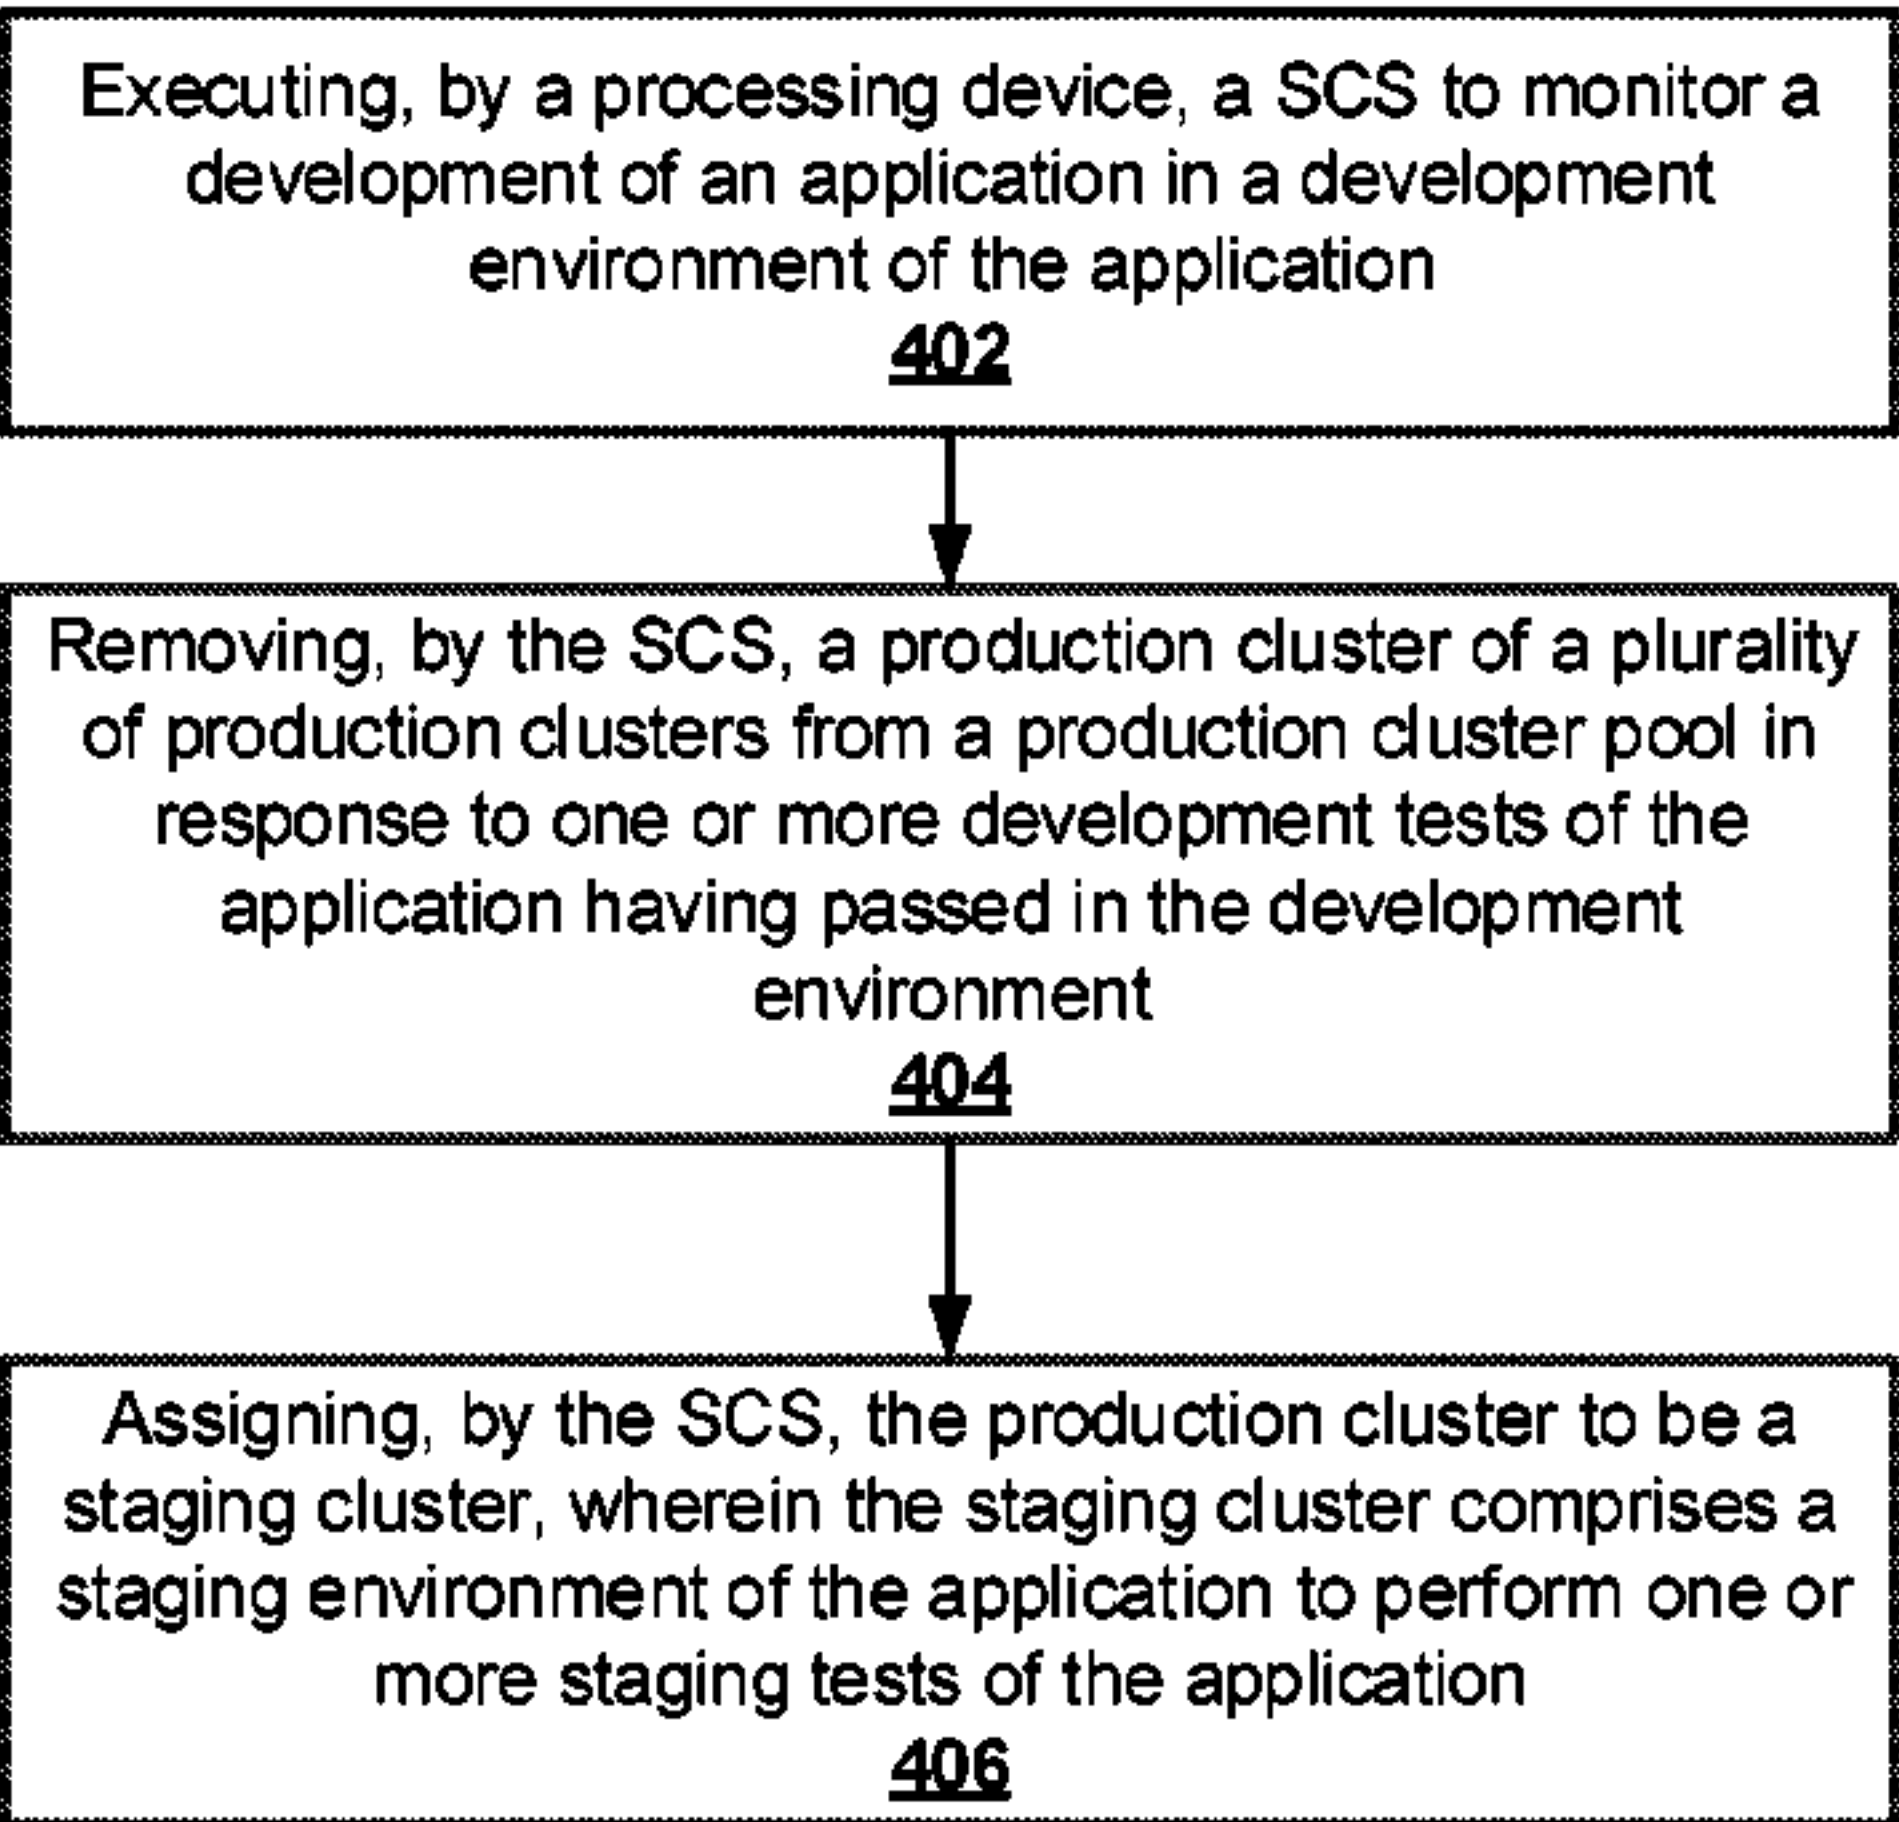 Executing, by a processing device, a SCS to monitor a
development of an application in a development
environment of the application
402
Removing, by the SCS, a production cluster of a plurality
of production clusters from a production cluster pool in
response to one or more development tests of the
application having passed in the development
environment
404
Assigning, by the SCS, the production cluster to be a
staging cluster, wherein the staging cluster comprises a
staging environment of the application to perform one or
more staging tests of the application
406